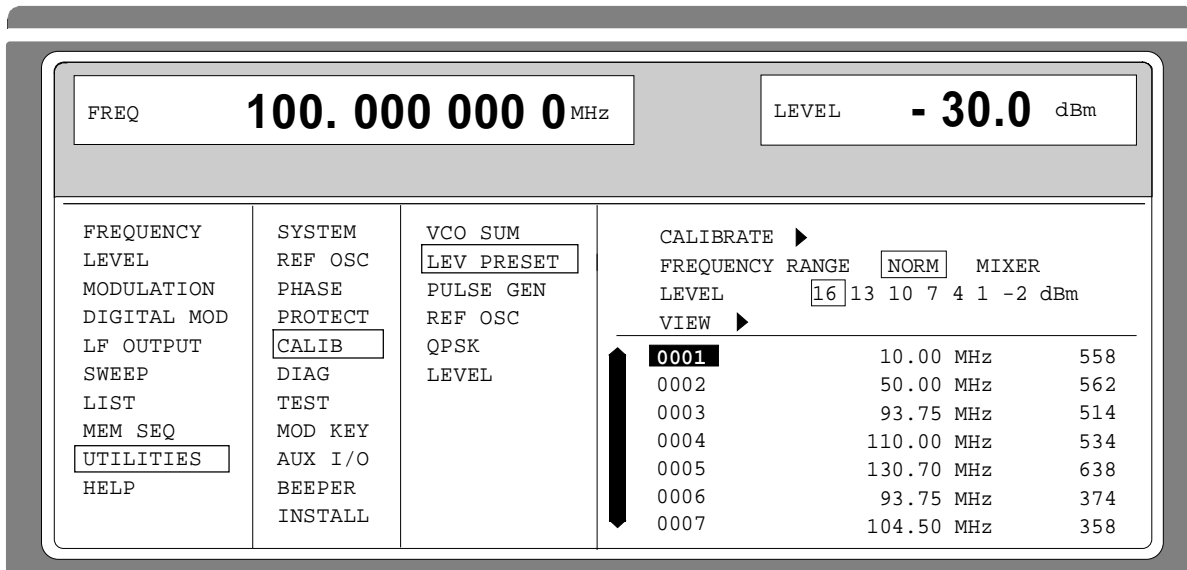 FREQ 100. 000 000 0 MHz LEVEL - 30.0 dBm
FREQUENCY
LEVEL
MODULATION
DIGITAL MOD
LF OUTPUT
SWEEP
LIST
MEM SEQ
UTILITIES
HELP
SYSTEM
REF OSC
PHASE
PROTECT
CALIB
DIAG
TEST
MOD KEY
AUX I/O
BEEPER
INSTALL
VCO SUM
LEV PRESET
PULSE GEN
REF OSC
QPSK
LEVEL
CALIBRATE
FREQUENCY RANGE NORM MIXER
LEVEL 16 13 10 7 4 1 -2 dBm
VIEW
0001 10.00 MHz 558
0002 50.00 MHz 562
0003 93.75 MHz 514
0004 110.00 MHz 534
0005 130.70 MHz 638
0006 93.75 MHz 374
0007 104.50 MHz 358